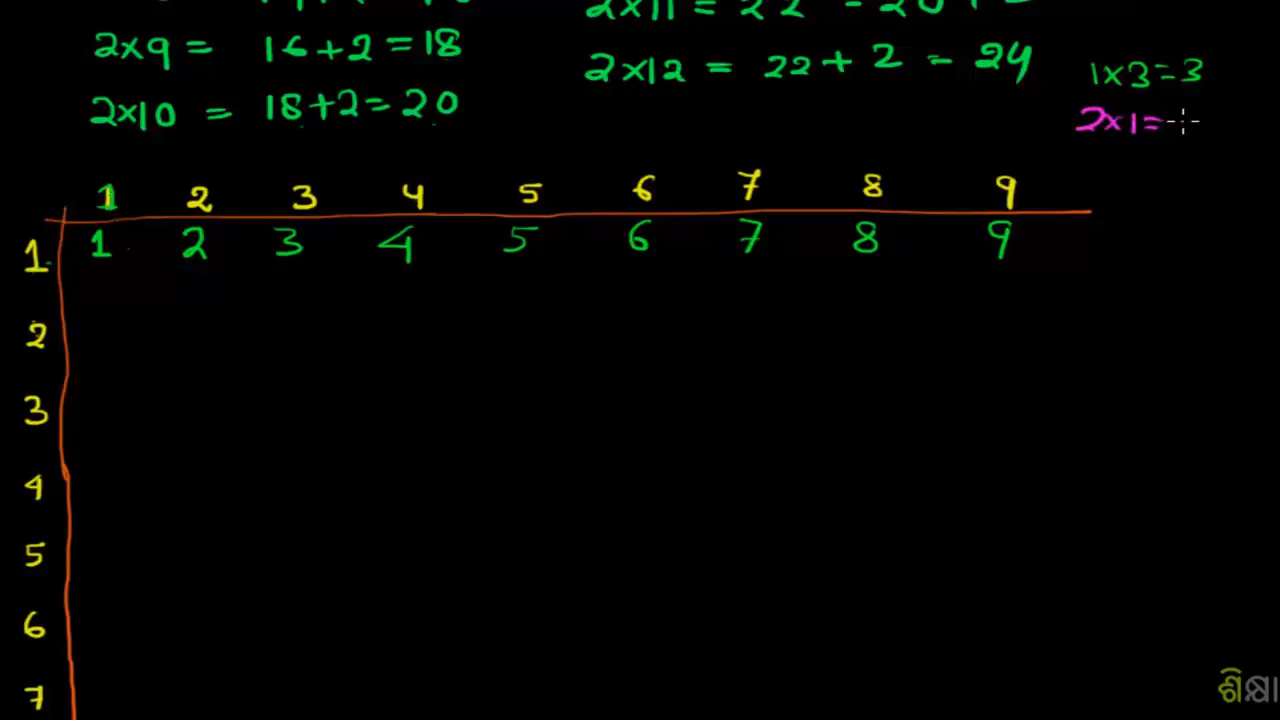 2x11 = 22
2x9 = 16+2=18
2x12 = 22 + 2 = 24
1x3=3
2x10 = 18+2=20
2x1=
1 2 3 4 5 6 7 8 9
1 1 2 3 4 5 6 7 8 9
2
3
4
5
6
7
ଶିକ୍ଷା